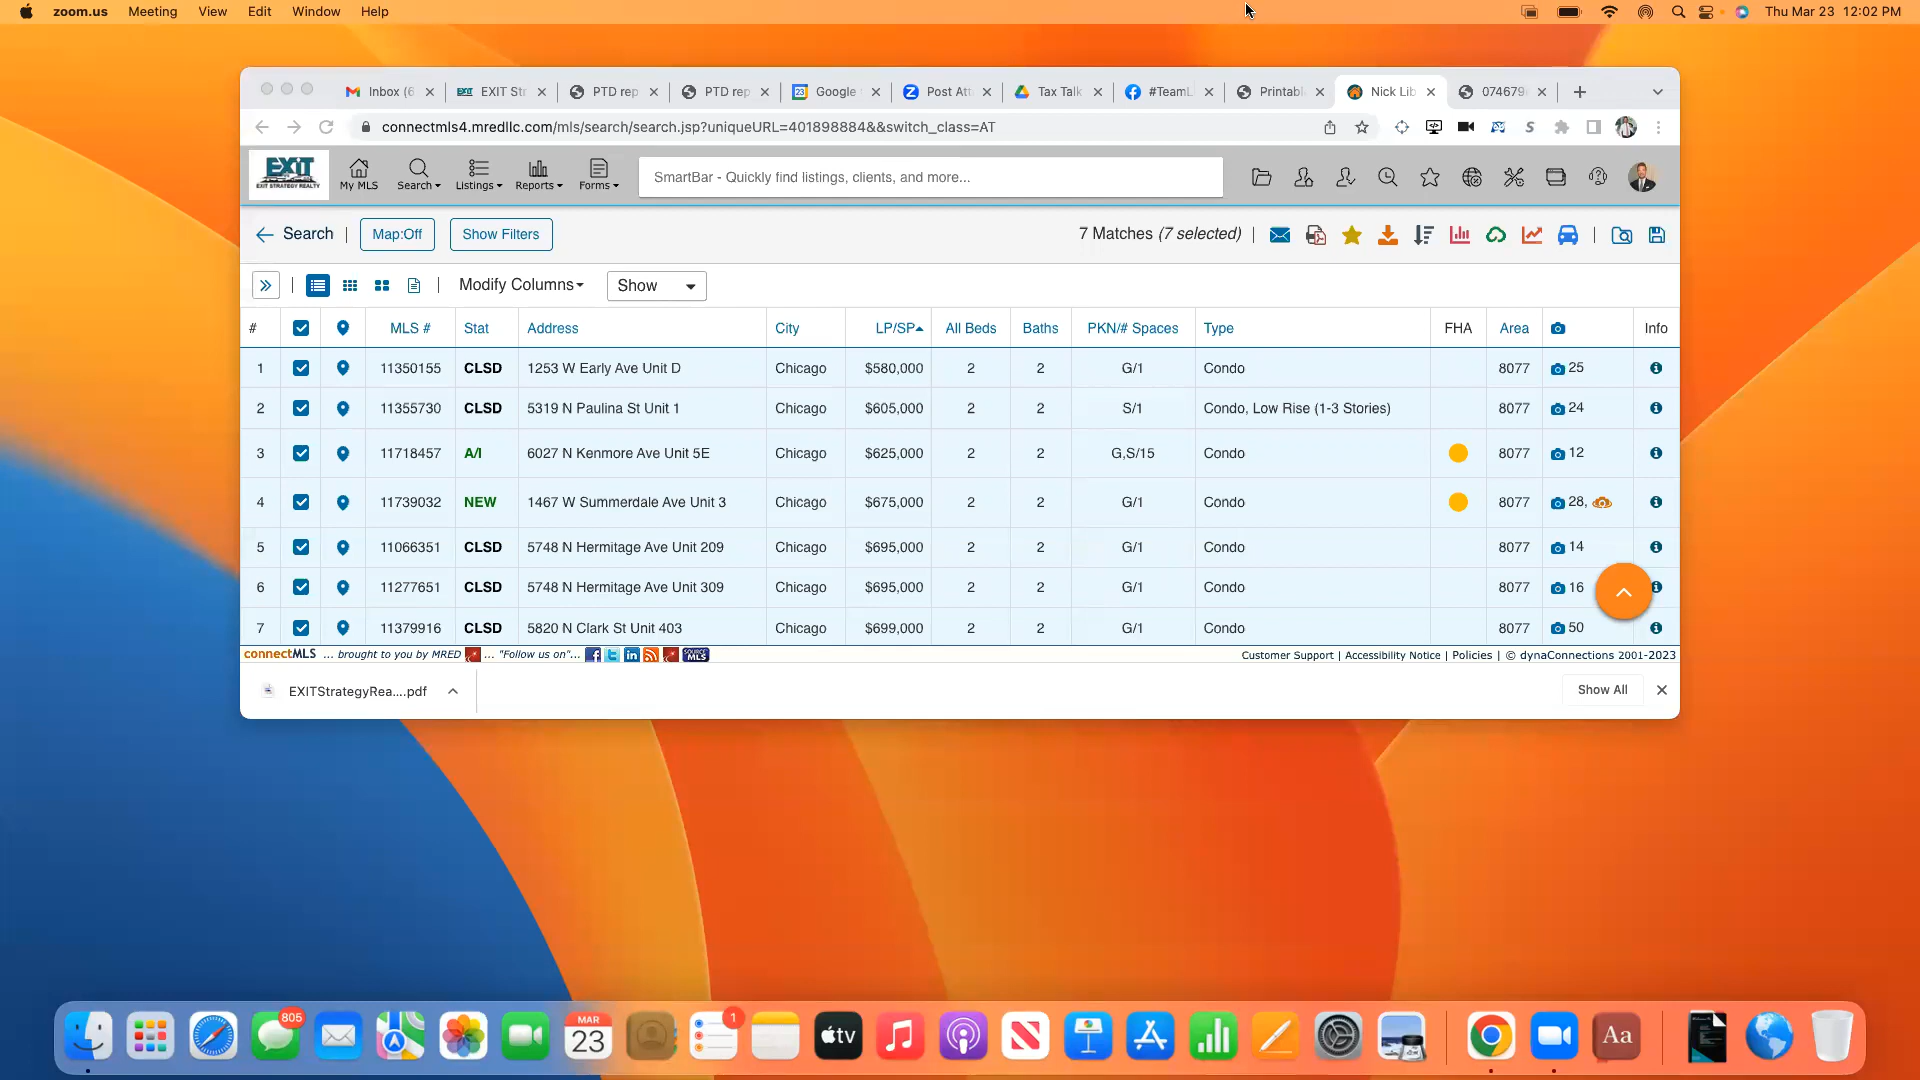 zoom.us Meeting View Edit Window Help Thu Mar 23 12:02 PM
Inbox (6 EXIT Str PTD rep PTD rep Google Post Att Tax Talk #TeamL Printabl Nick Lib 074679
connectmls4.mredllc.com/mls/search/search.jsp?uniqueURL=401898884&&switch_class=AT
EXIT
EXIT STRATEGY REALTY
My MLS Search Listings Reports Forms SmartBar - Quickly find listings, clients, and more...
Search | Map:Off Show Filters 7 Matches (7 selected)
Modify Columns Show
# MLS # Stat Address City LP/SP All Beds Baths PKN/# Spaces Type FHA Area Info
1 11350155 CLSD 1253 W Early Ave Unit D Chicago $580,000 2 2 G/1 Condo 8077 25
2 11355730 CLSD 5319 N Paulina St Unit 1 Chicago $605,000 2 2 S/1 Condo, Low Rise (1-3 Stories) 8077 24
3 11718457 A/I 6027 N Kenmore Ave Unit 5E Chicago $625,000 2 2 G,S/15 Condo 8077 12
4 11739032 NEW 1467 W Summerdale Ave Unit 3 Chicago $675,000 2 2 G/1 Condo 8077 28,
5 11066351 CLSD 5748 N Hermitage Ave Unit 209 Chicago $695,000 2 2 G/1 Condo 8077 14
6 11277651 CLSD 5748 N Hermitage Ave Unit 309 Chicago $695,000 2 2 G/1 Condo 8077 16
7 11379916 CLSD 5820 N Clark St Unit 403 Chicago $699,000 2 2 G/1 Condo 8077 50
connectMLS ... brought to you by MRED ... "Follow us on"... MLS Customer Support | Accessibility Notice | Policies | © dynaConnections 2001-2023
EXITStrategyRea....pdf Show All
805 MAR 23 1 tv Aa